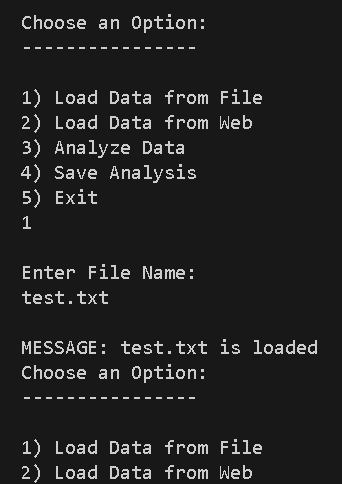 Choose an Option:
----------------
1) Load Data from File
2) Load Data from Web
3) Analyze Data
4) Save Analysis
5) Exit
1
Enter File Name:
test.txt
MESSAGE: test.txt is loaded
Choose an Option:
----------------
1) Load Data from File
2) Load Data from Web